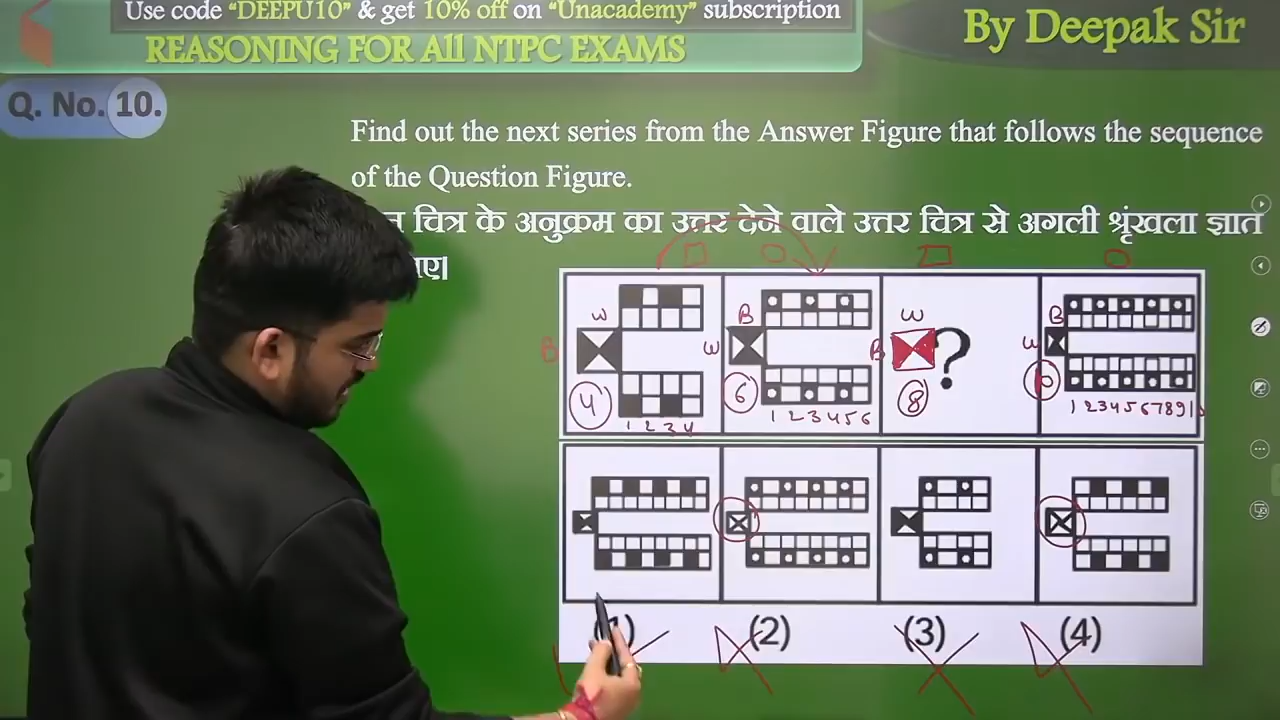 Use code “DEEPU10” & get 10% off on “Unacademy” subscription
REASONING FOR All NTPC EXAMS
By Deepak Sir
Q. No. 10.
Find out the next series from the Answer Figure that follows the sequence
of the Question Figure.
चित्र के अनुक्रम का उत्तर देने वाले उत्तर चित्र से अगली श्रृंखला ज्ञात
W B W B
B W B ? W
4 6 8 10
1 2 3 4 1 2 3 4 5 6 1 2 3 4 5 6 7 8 9 10
(1) (2) (3) (4)